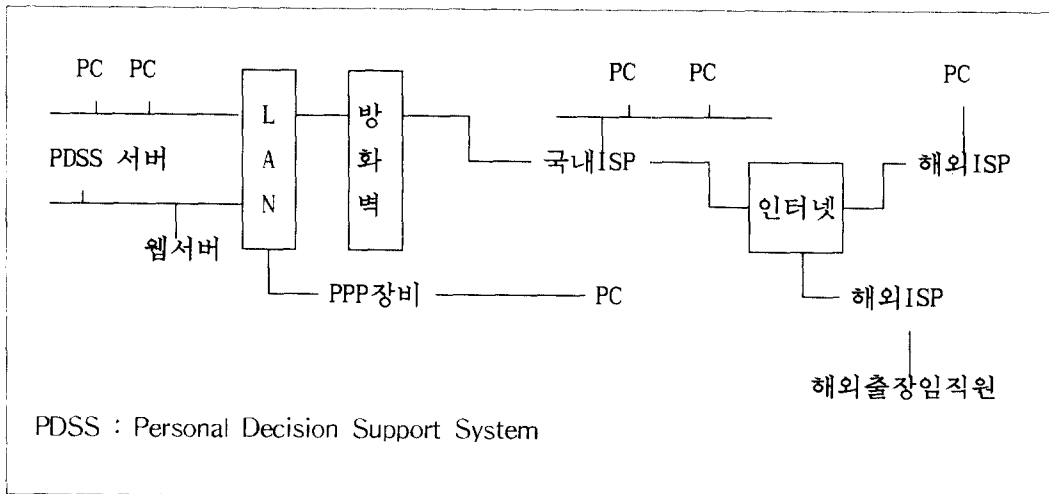 PC PC
PC PC
PC
LAN
방화벽
PDSS 서버
국내ISP
해외ISP
인터넷
웹서버
PPP장비
PC
해외ISP
해외출장임직원
PDSS : Personal Decision Support System